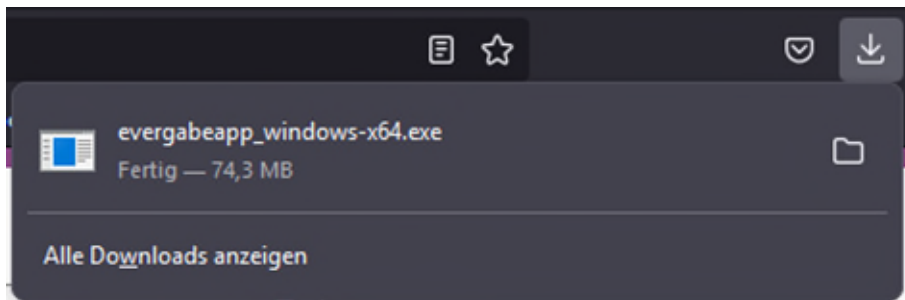 evergabeapp_windows-x64.exe
Fertig — 74,3 MB
Alle Downloads anzeigen